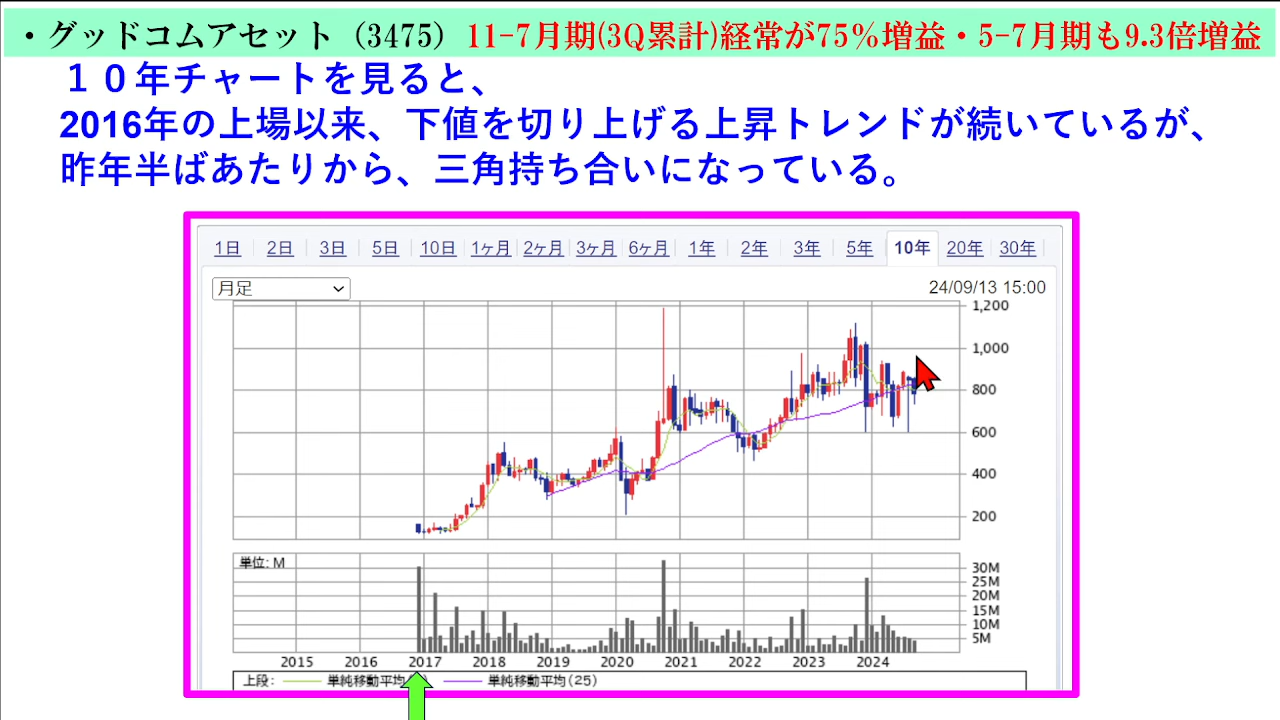 ・グッドコムアセット（3475）11-7月期(3Q累計)経常が75％増益・5-7月期も9.3倍増益
１０年チャートを見ると、
2016年の上場以来、下値を切り上げる上昇トレンドが続いているが、
昨年半ばあたりから、三角持ち合いになっている。
1日 2日 3日 5日 10日 1ヶ月 2ヶ月 3ヶ月 6ヶ月 1年 2年 3年 5年 10年 20年 30年
月足 24/09/13 15:00
1,200
1,000
800
600
400
200
単位: M
30M
25M
20M
15M
10M
5M
2015 2016 2017 2018 2019 2020 2021 2022 2023 2024
上段: 単純移動平均 単純移動平均(25)